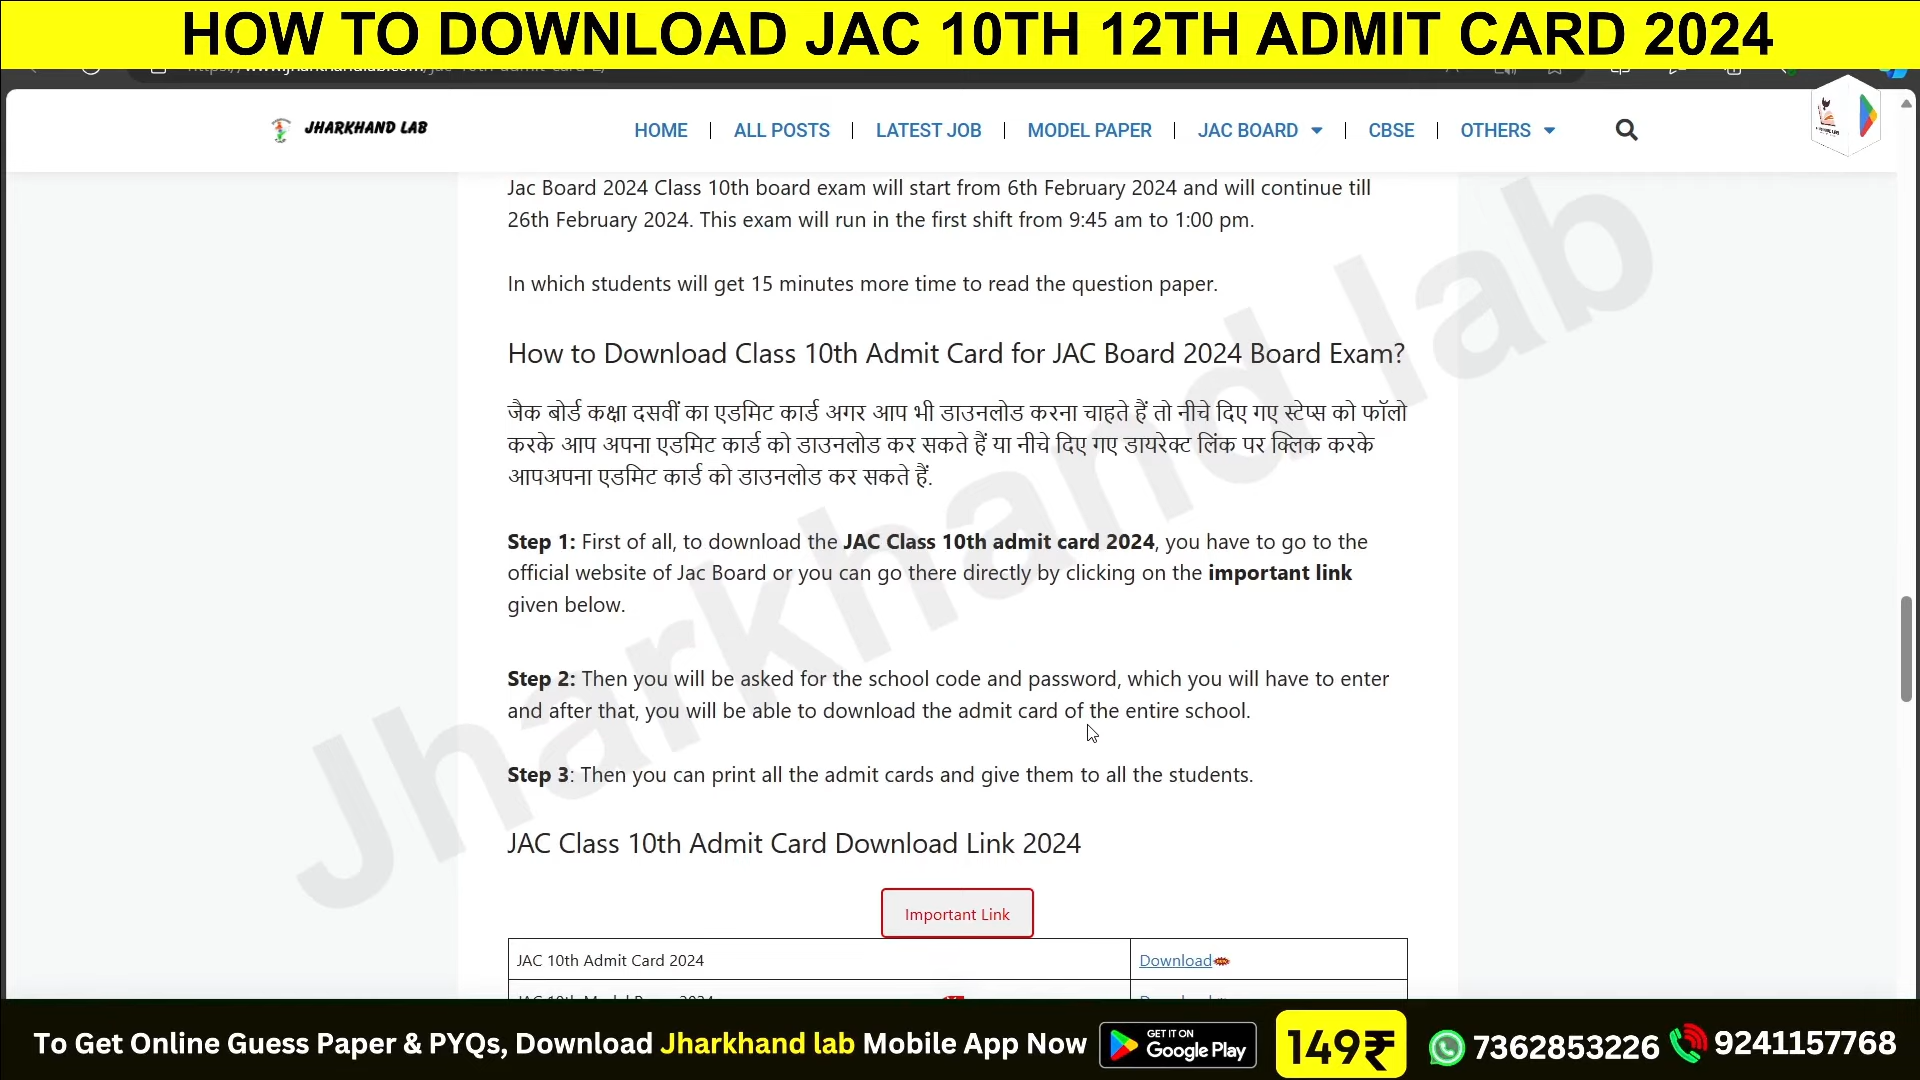 HOW TO DOWNLOAD JAC 10TH 12TH ADMIT CARD 2024
JHARKHAND LAB
HOME
ALL POSTS
LATEST JOB
MODEL PAPER
JAC BOARD
CBSE
OTHERS
Jac Board 2024 Class 10th board exam will start from 6th February 2024 and will continue till
26th February 2024. This exam will run in the first shift from 9:45 am to 1:00 pm.
In which students will get 15 minutes more time to read the question paper.
How to Download Class 10th Admit Card for JAC Board 2024 Board Exam?
जैक बोर्ड कक्षा दसवीं का एडमिट कार्ड अगर आप भी डाउनलोड करना चाहते हैं तो नीचे दिए गए स्टेप्स को फॉलो
करके आप अपना एडमिट कार्ड को डाउनलोड कर सकते हैं या नीचे दिए गए डायरेक्ट लिंक पर क्लिक करके
आपअपना एडमिट कार्ड को डाउनलोड कर सकते हैं.
Step 1: First of all, to download the JAC Class 10th admit card 2024, you have to go to the
official website of Jac Board or you can go there directly by clicking on the important link
given below.
Step 2: Then you will be asked for the school code and password, which you will have to enter
and after that, you will be able to download the admit card of the entire school.
Step 3: Then you can print all the admit cards and give them to all the students.
JAC Class 10th Admit Card Download Link 2024
Important Link
JAC 10th Admit Card 2024
Download
Jharkhand lab
To Get Online Guess Paper & PYQs, Download Jharkhand lab Mobile App Now
GET IT ON
Google Play
149₹
7362853226
9241157768